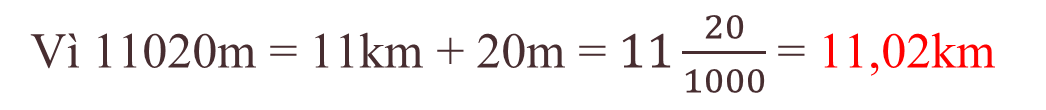 Vì 11020m = 11km + 20m = 11 20/1000 = 11,02km